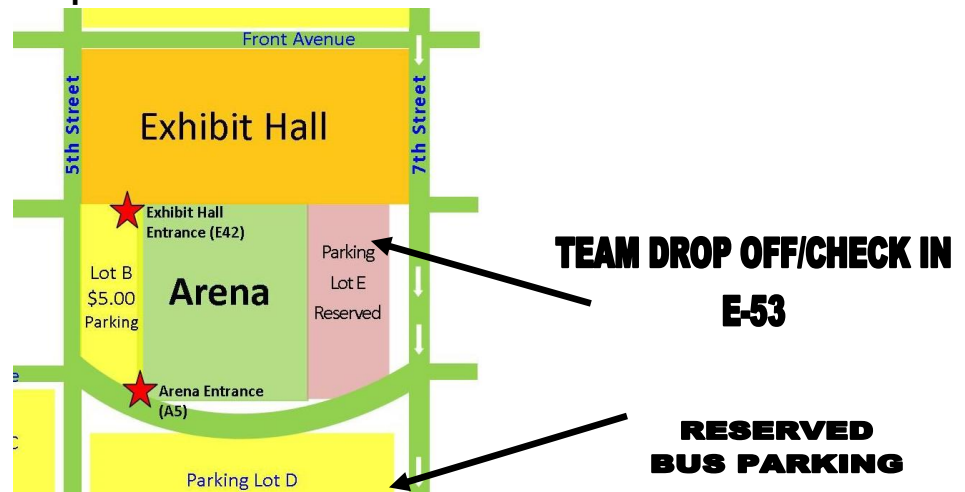 Front Avenue
5th Street
7th Street
Exhibit Hall
Exhibit Hall
Entrance (E42)
Lot B
$5.00
Parking
Arena
Parking
Lot E
Reserved
TEAM DROP OFF/CHECK IN
E-53
Arena Entrance
(A5)
RESERVED
BUS PARKING
Parking Lot D